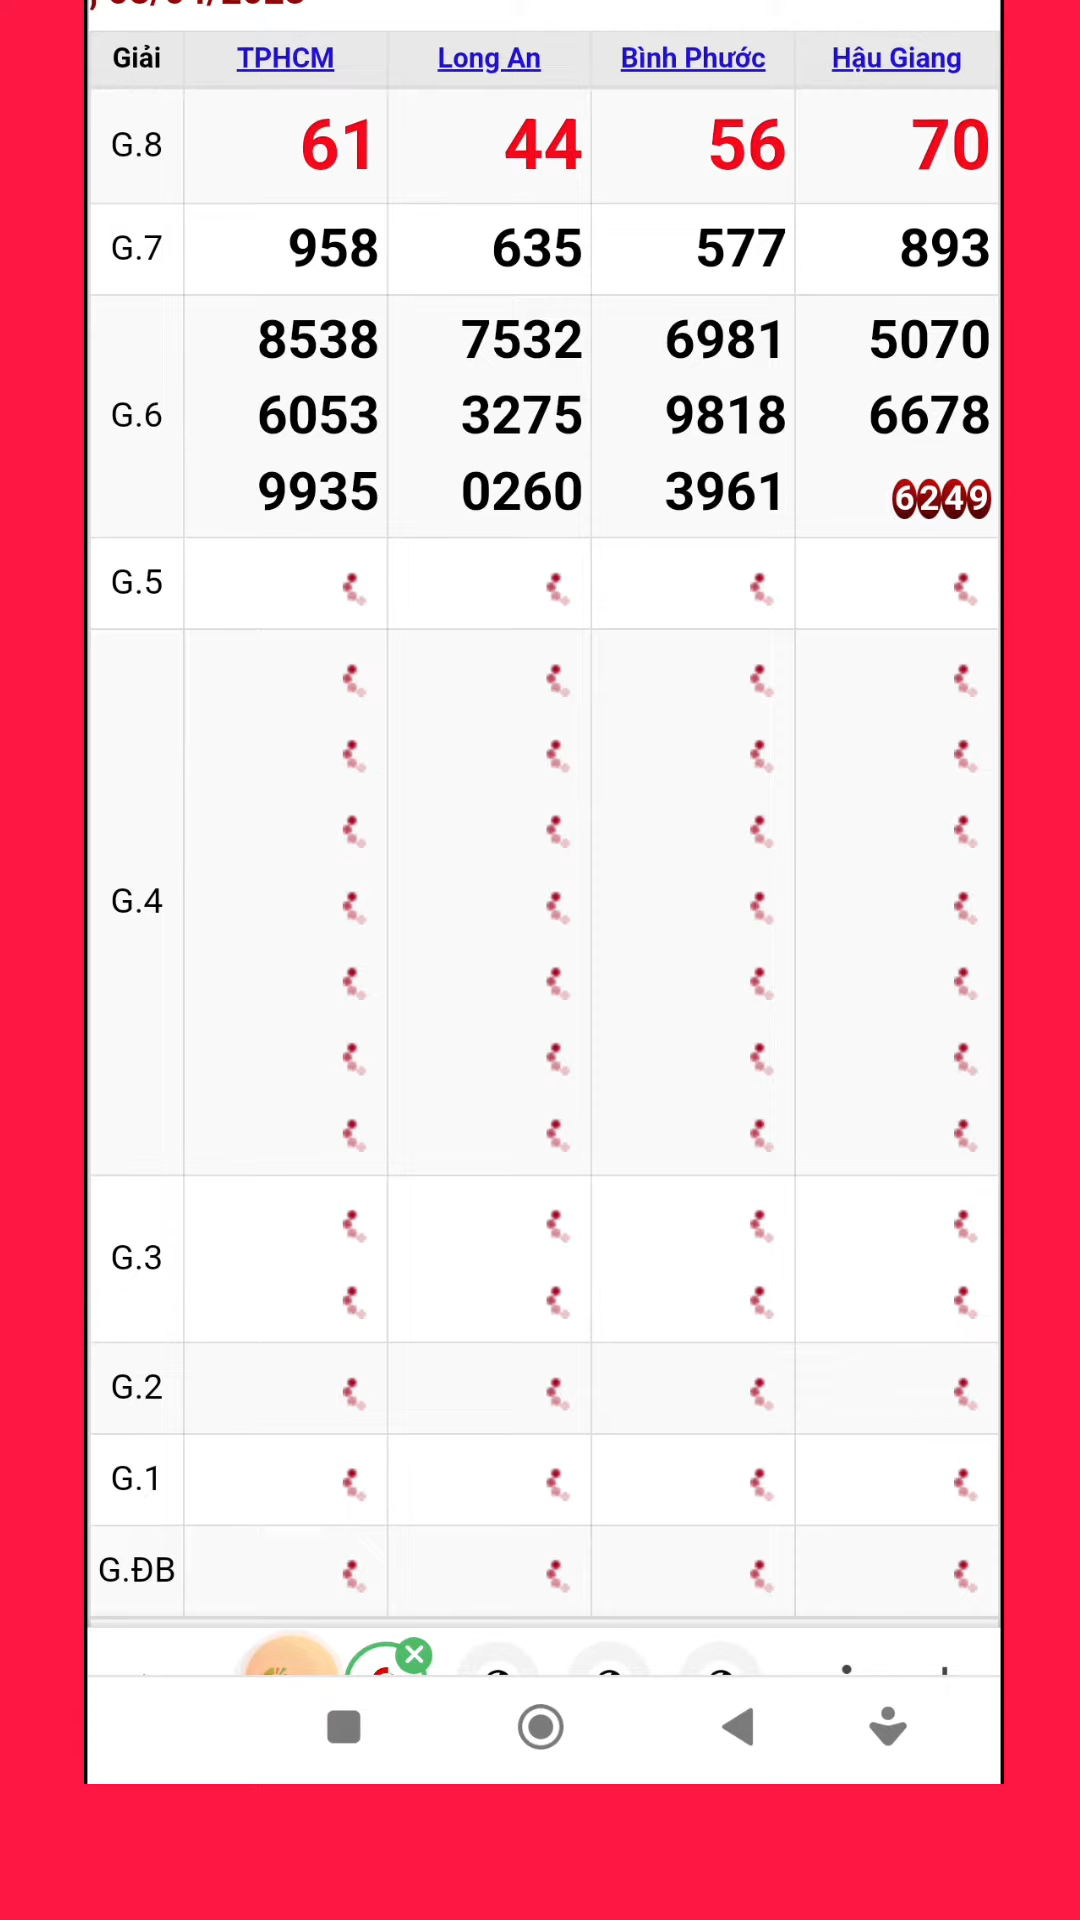 Giải TPHCM Long An Bình Phước Hậu Giang
G.8 61 44 56 70
G.7 958 635 577 893
8538 7532 6981 5070
G.6 6053 3275 9818 6678
9935 0260 3961 6249
G.5
G.4
G.3
G.2
G.1
G.ĐB